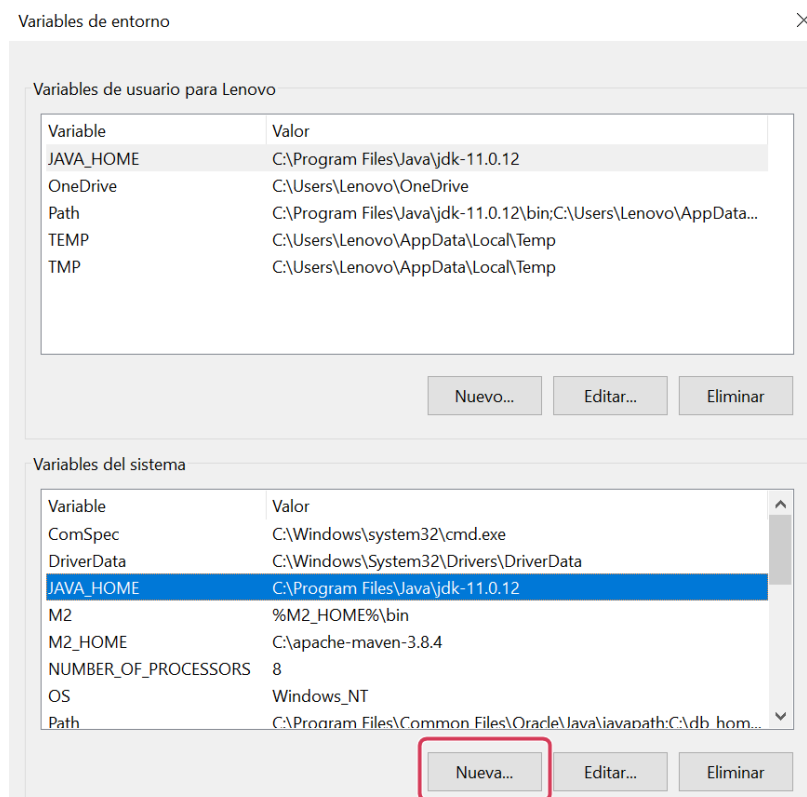 Variables de entorno
Variables de usuario para Lenovo
Variable Valor
JAVA_HOME C:\Program Files\Java\jdk-11.0.12
OneDrive C:\Users\Lenovo\OneDrive
Path C:\Program Files\Java\jdk-11.0.12\bin;C:\Users\Lenovo\AppData...
TEMP C:\Users\Lenovo\AppData\Local\Temp
TMP C:\Users\Lenovo\AppData\Local\Temp
Nuevo... Editar... Eliminar
Variables del sistema
Variable Valor
ComSpec C:\Windows\system32\cmd.exe
DriverData C:\Windows\System32\Drivers\DriverData
JAVA_HOME C:\Program Files\Java\jdk-11.0.12
M2 %M2_HOME%\bin
M2_HOME C:\apache-maven-3.8.4
NUMBER_OF_PROCESSORS 8
OS Windows_NT
Path C:\Program Files\Common Files\Oracle\Java\javapath;C:\db_hom...
Nueva... Editar... Eliminar